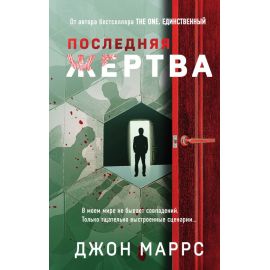 От автора бестселлера THE ONE. ЕДИНСТВЕННЫЙ
ПОСЛЕДНЯЯ
ЖЕРТВА
В моем мире не бывает совпадений.
Только тщательно выстроенные сценарии...
ДЖОН МАРРС